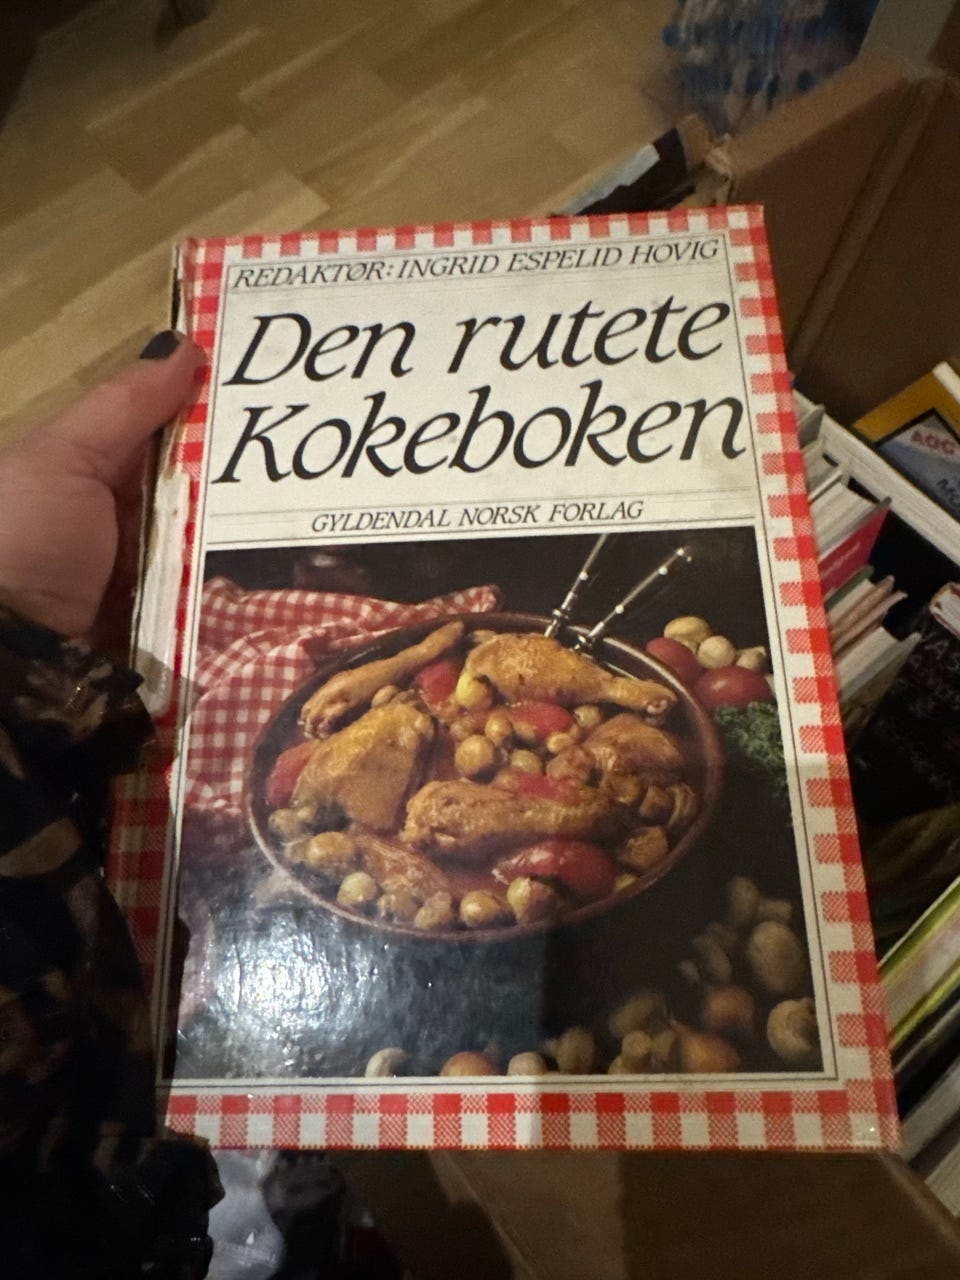 REDAKTØR: INGRID ESPELID HOVIG
Den rutete
Kokeboken
GYLDENDAL NORSK FORLAG